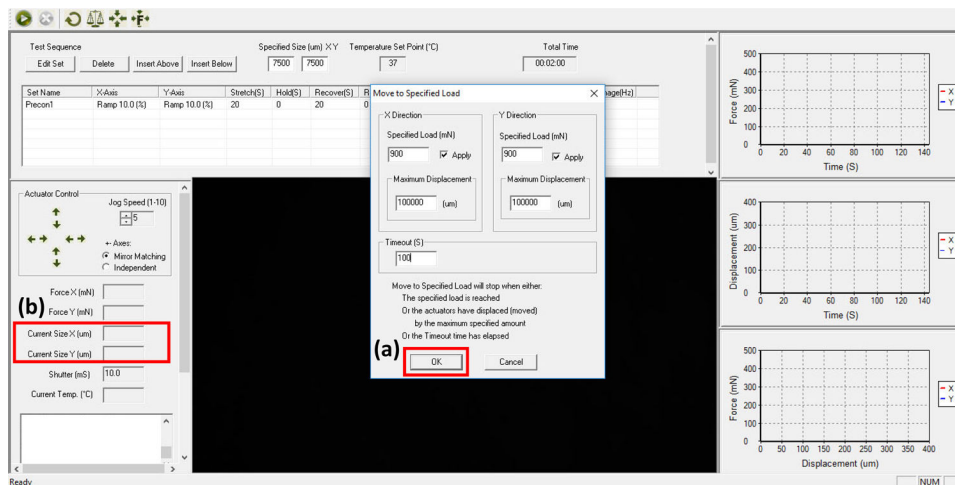 Test Sequence
Specified Size (um) X Y
Temperature Set Point (°C)
Total Time
Edit Set
Delete
Insert Above
Insert Below
7500
7500
37
00:02:00
Set Name X-Axis Y-Axis Stretch(S) Hold(S) Recover(S)
Precon1 Ramp 10.0 (%) Ramp 10.0 (%) 20 0 20 0
Move to Specified Load
X Direction
Specified Load (mN)
900
Apply
Maximum Displacement
100000 (um)
Y Direction
Specified Load (mN)
900
Apply
Maximum Displacement
100000 (um)
Timeout (S)
100
Move to Specified Load will stop when either:
The specified load is reached
Or the actuators have displaced (moved)
by the maximum specified amount
Or the Timeout time has elapsed
(a)
OK
Cancel
Actuator Control
Jog Speed (1-10)
5
+- Axes:
Mirror Matching
Independent
Force X (mN)
(b)
Force Y (mN)
Current Size X (um)
Current Size Y (um)
Shutter (mS) 10.0
Current Temp. (°C)
Force (mN)
500
400
300
200
100
0
0 20 40 60 80 100 120 140
Time (S)
X
Y
Displacement (um)
400
300
200
100
0
0 20 40 60 80 100 120 140
Time (S)
X
Y
Force (mN)
500
400
300
200
100
0
0 50 100 150 200 250 300 350 400
Displacement (um)
X
Y
Ready
NUM